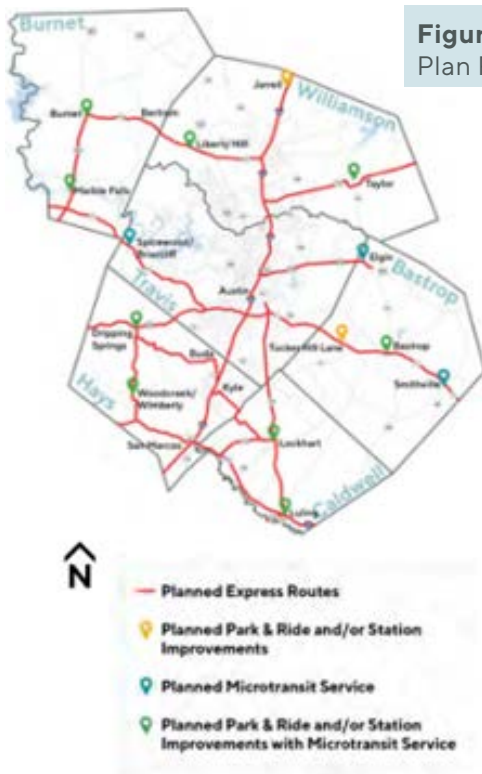 Burnet
Figur
Plan
Jarrell
Williamson
Burnet
Bertram
Liberty Hill
Taylor
Marble Falls
Spicewood/
Briarcliff
Elgin
Bastrop
Travis
Austin
Dripping
Springs
Tucker Hill Lane
Bastrop
Buda
Smithville
Woodcreek/
Wimberly
Kyle
Hays
San Marcos
Lockhart
Luling
Caldwell
N
Planned Express Routes
Planned Park & Ride and/or Station
Improvements
Planned Microtransit Service
Planned Park & Ride and/or Station
Improvements with Microtransit Service